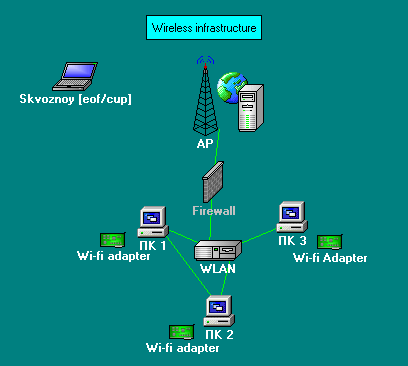 Wireless infrastructure
Skvoznoy [eof/cup]
AP
Firewall
ПК 1
ПК 3
Wi-fi adapter
Wi-Fi Adapter
WLAN
ПК 2
Wi-fi adapter